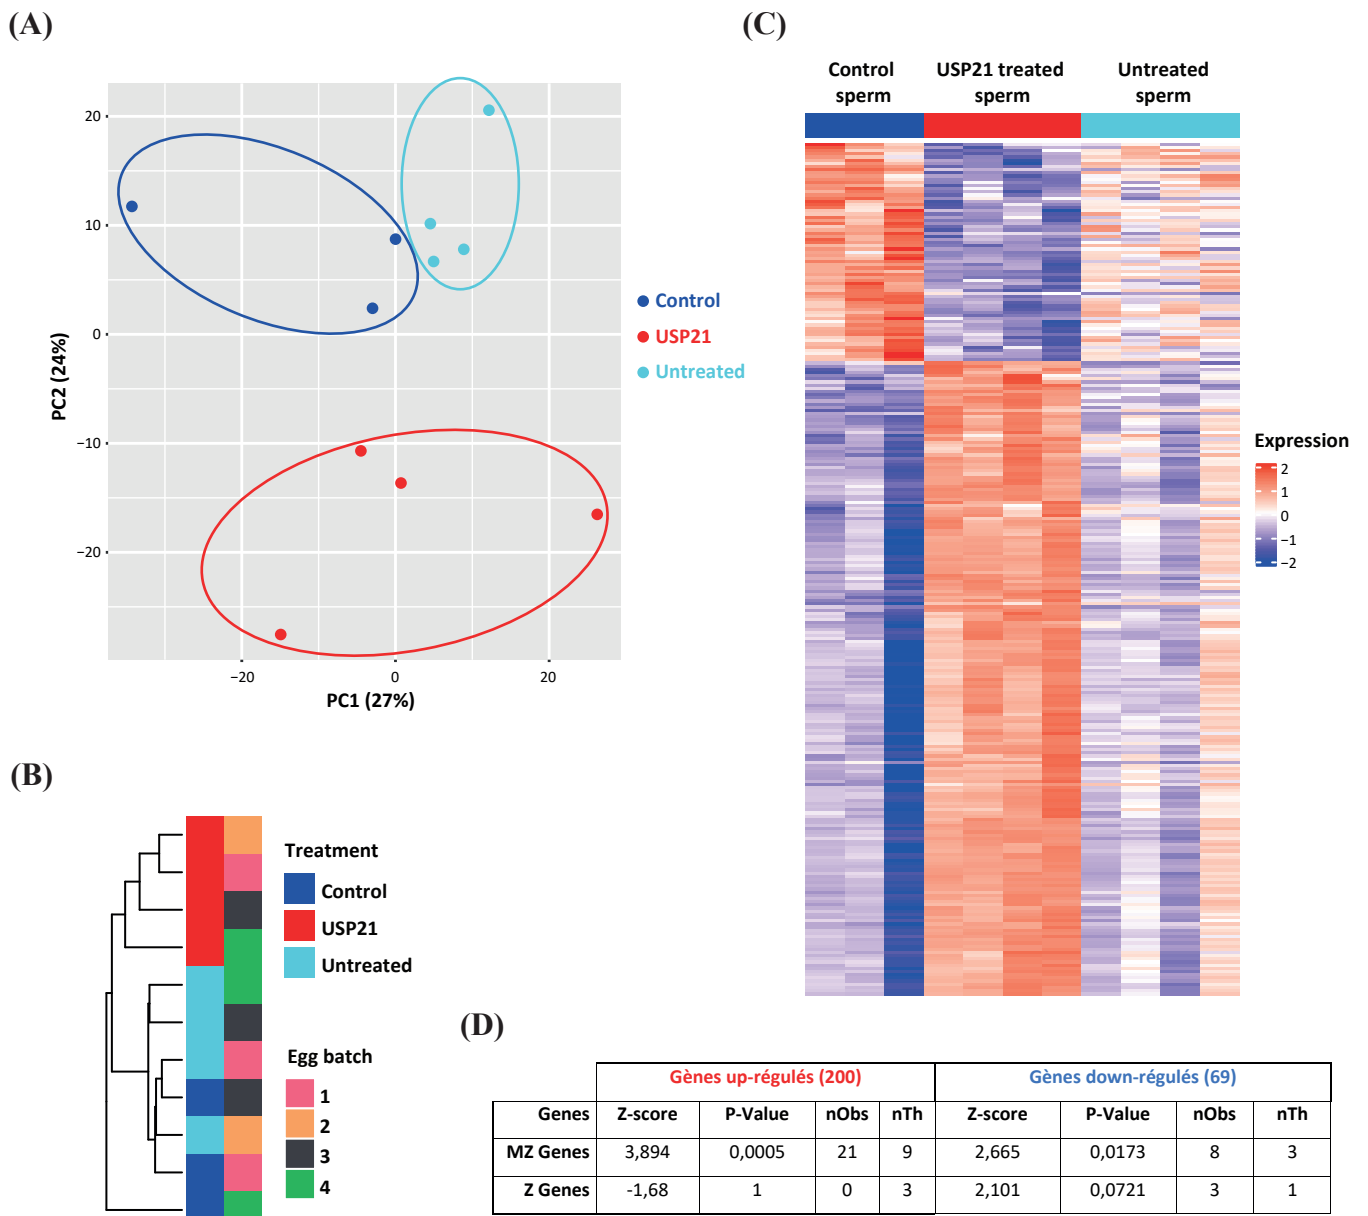 (A)
20
10
0
−10
−20
−20
0
20
PC2 (24%)
PC1 (27%)
Control
USP21
Untreated
(B)
Treatment
Control
USP21
Untreated
Egg batch
1
2
3
4
(C)
Control sperm
USP21 treated sperm
Untreated sperm
Expression
2
1
0
−1
−2
(D)
Gènes up-régulés (200) Gènes down-régulés (69)
Genes Z-score P-Value nObs nTh Z-score P-Value nObs nTh
MZ Genes 3,894 0,0005 21 9 2,665 0,0173 8 3
Z Genes -1,68 1 0 3 2,101 0,0721 3 1